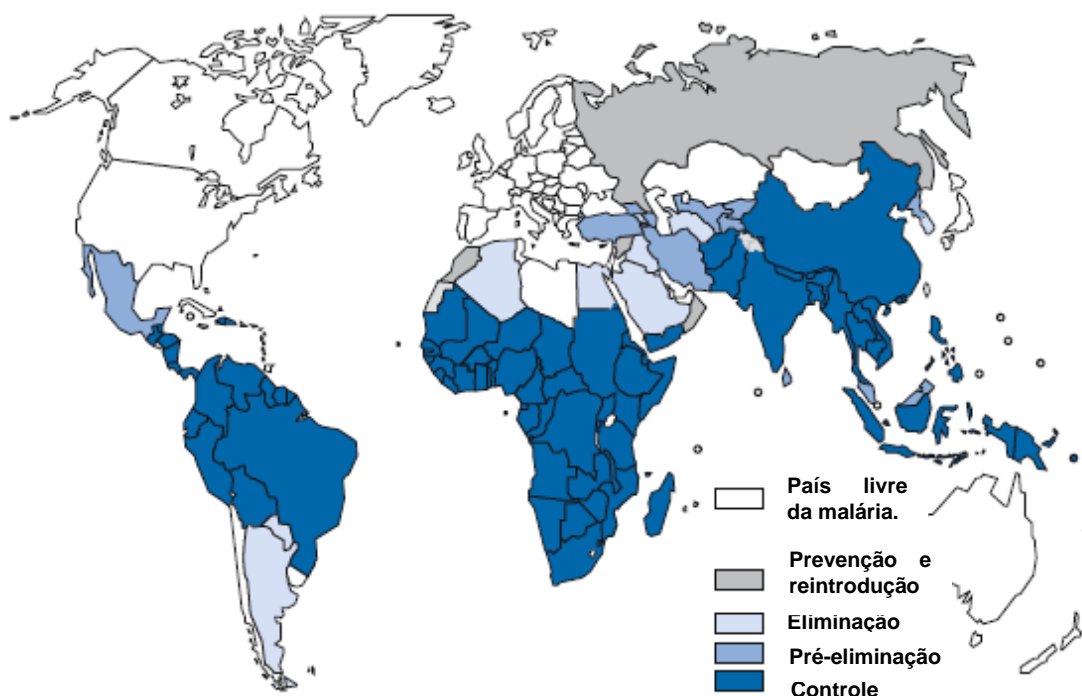 País livre
da malária.
Prevenção e
reintrodução
Eliminação
Pré-eliminação
Controle